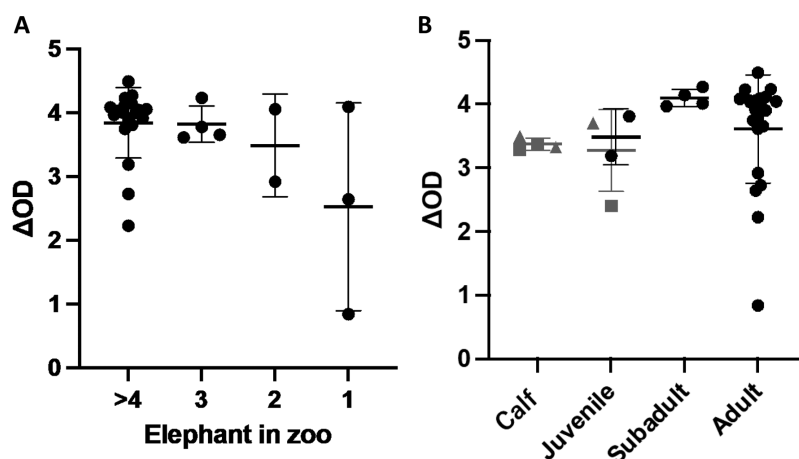 A
B
5
4
3
2
1
0
ΔOD
>4 3 2 1
Elephant in zoo
5
4
3
2
1
0
ΔOD
Calf
Juvenile
Subadult
Adult